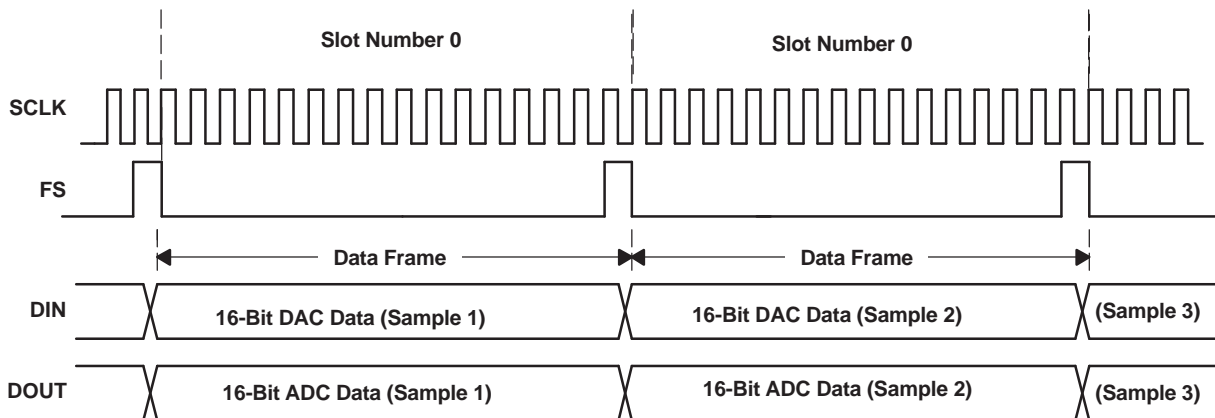 Slot Number 0
Slot Number 0
SCLK
FS
Data Frame
Data Frame
DIN
16-Bit DAC Data (Sample 1)
16-Bit DAC Data (Sample 2)
(Sample 3)
DOUT
16-Bit ADC Data (Sample 1)
16-Bit ADC Data (Sample 2)
(Sample 3)